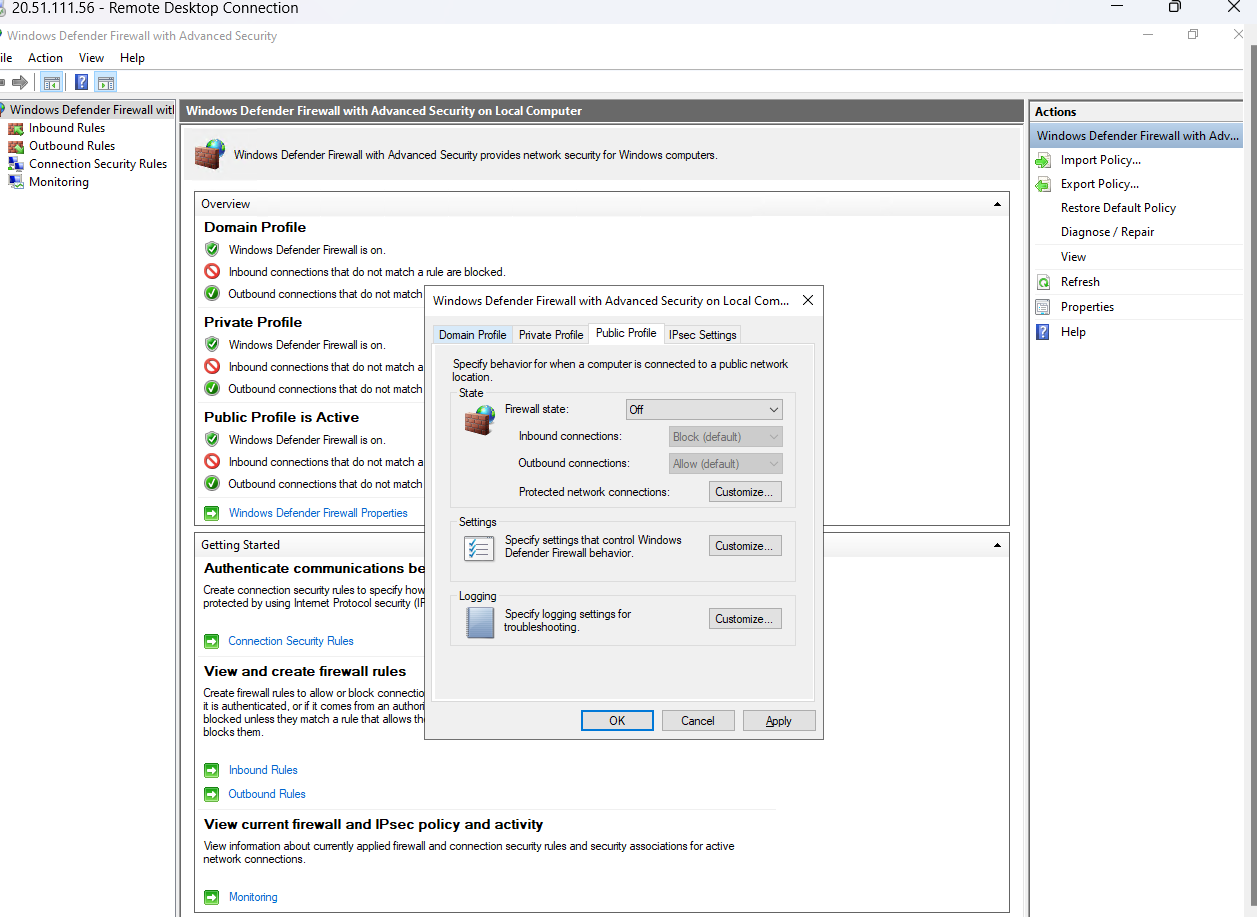 20.51.111.56 - Remote Desktop Connection
Windows Defender Firewall with Advanced Security
ile Action View Help
Windows Defender Firewall with
Inbound Rules
Outbound Rules
Connection Security Rules
Monitoring
Windows Defender Firewall with Advanced Security on Local Computer
Windows Defender Firewall with Advanced Security provides network security for Windows computers.
Overview
Domain Profile
Windows Defender Firewall is on.
Inbound connections that do not match a rule are blocked.
Outbound connections that do not match
Private Profile
Windows Defender Firewall is on.
Inbound connections that do not match a
Outbound connections that do not match
Public Profile is Active
Windows Defender Firewall is on.
Inbound connections that do not match a
Outbound connections that do not match
Windows Defender Firewall Properties
Getting Started
Authenticate communications be
Create connection security rules to specify how
protected by using Internet Protocol security (IP
Connection Security Rules
View and create firewall rules
Create firewall rules to allow or block connectio
it is authenticated, or if it comes from an authori
blocked unless they match a rule that allows the
blocks them.
Inbound Rules
Outbound Rules
View current firewall and IPsec policy and activity
View information about currently applied firewall and connection security rules and security associations for active
network connections.
Monitoring
Windows Defender Firewall with Advanced Security on Local Com...
Domain Profile Private Profile Public Profile IPsec Settings
Specify behavior for when a computer is connected to a public network
location.
State
Firewall state: Off
Inbound connections: Block (default)
Outbound connections: Allow (default)
Protected network connections: Customize...
Settings
Specify settings that control Windows
Defender Firewall behavior.
Customize...
Logging
Specify logging settings for
troubleshooting.
Customize...
OK Cancel Apply
Actions
Windows Defender Firewall with Adv...
Import Policy...
Export Policy...
Restore Default Policy
Diagnose / Repair
View
Refresh
Properties
Help